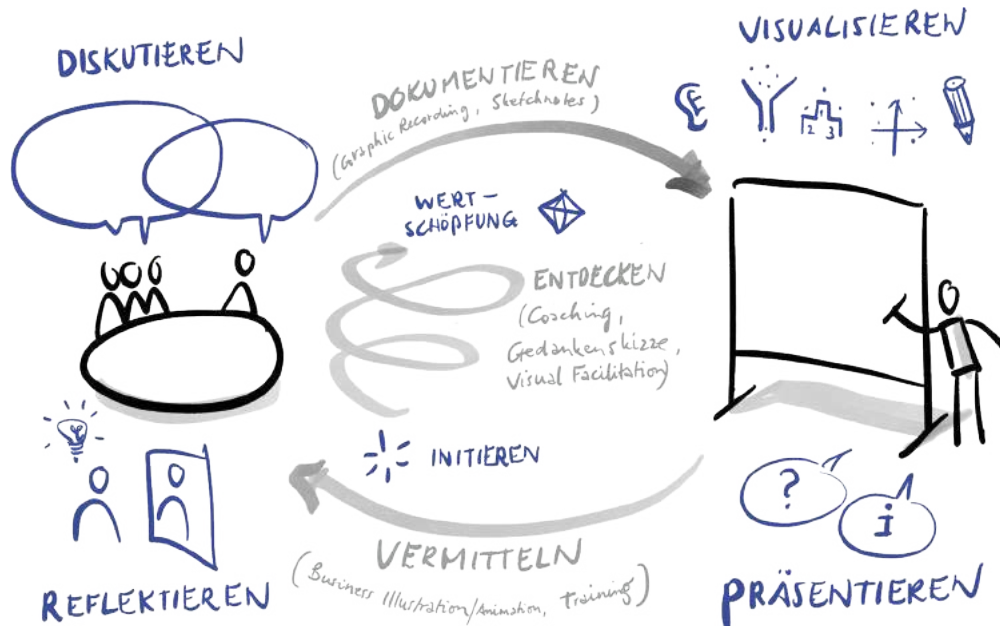 DISKUTIEREN
VISUALISIEREN
DOKUMENTIEREN
(Graphic Recording, Sketchnotes)
1
2 3
WERT-
SCHÖPFUNG
ENTDECKEN
(Coaching,
Gedankenskizze,
Visual Facilitation)
INITIEREN
?
i
VERMITTELN
(Business Illustration/Animation, Training)
REFLEKTIEREN
PRÄSENTIEREN